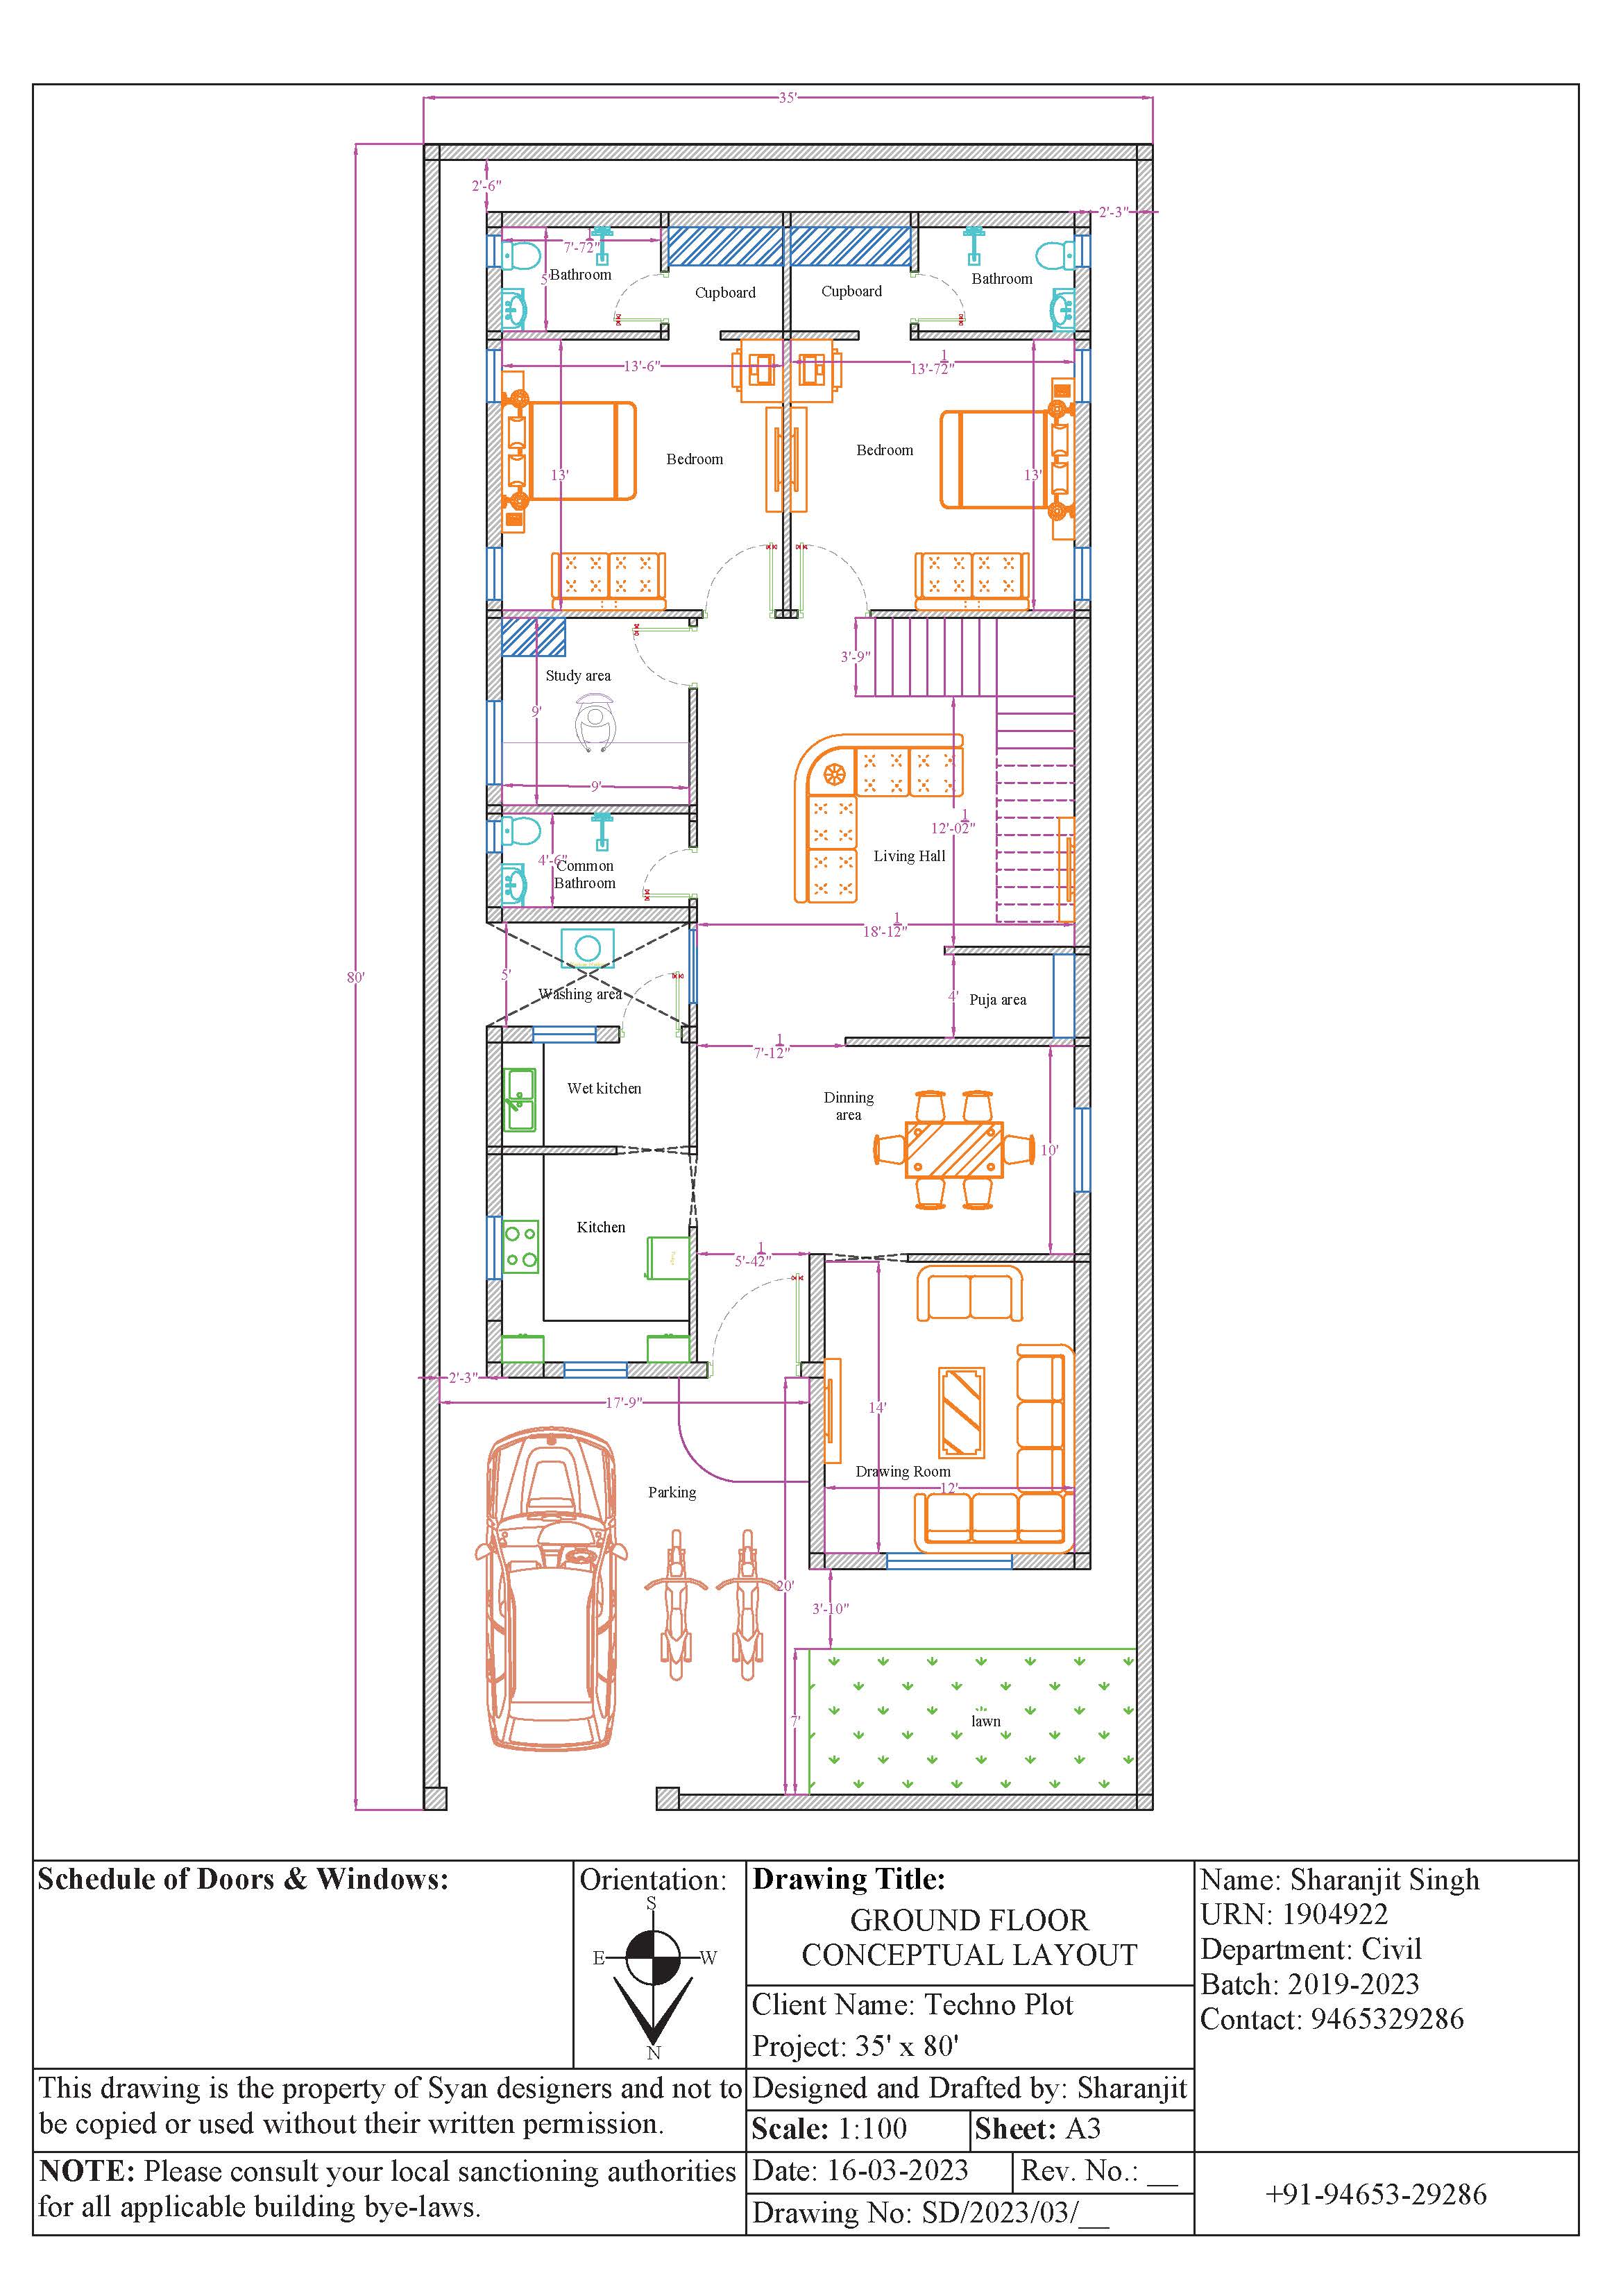 35'
2'-6"
2'-3"
7'-7 1/2"
5'
Bathroom
Cupboard
Cupboard
Bathroom
13'-6"
13'-7 1/2"
13'
Bedroom
Bedroom
13'
3'-9"
Study area
9'
9'
12'-0 1/2"
4'-6"
Common
Bathroom
Living Hall
18'-1 1/2"
80'
5'
Washing area
4'
Puja area
7'-1 1/2"
Wet kitchen
Dinning
area
10'
Kitchen
5'-4 1/2"
2'-3"
17'-9"
14'
Drawing Room
12'
Parking
20'
3'-10"
7'
lawn
Schedule of Doors & Windows:
Orientation:
S
E
W
N
Drawing Title:
GROUND FLOOR
CONCEPTUAL LAYOUT
Client Name: Techno Plot
Project: 35' x 80'
Designed and Drafted by: Sharanjit
Scale: 1:100
Sheet: A3
Date: 16-03-2023
Rev. No.: __
Drawing No: SD/2023/03/__
Name: Sharanjit Singh
URN: 1904922
Department: Civil
Batch: 2019-2023
Contact: 9465329286
+91-94653-29286
This drawing is the property of Syan designers and not to
be copied or used without their written permission.
NOTE: Please consult your local sanctioning authorities
for all applicable building bye-laws.